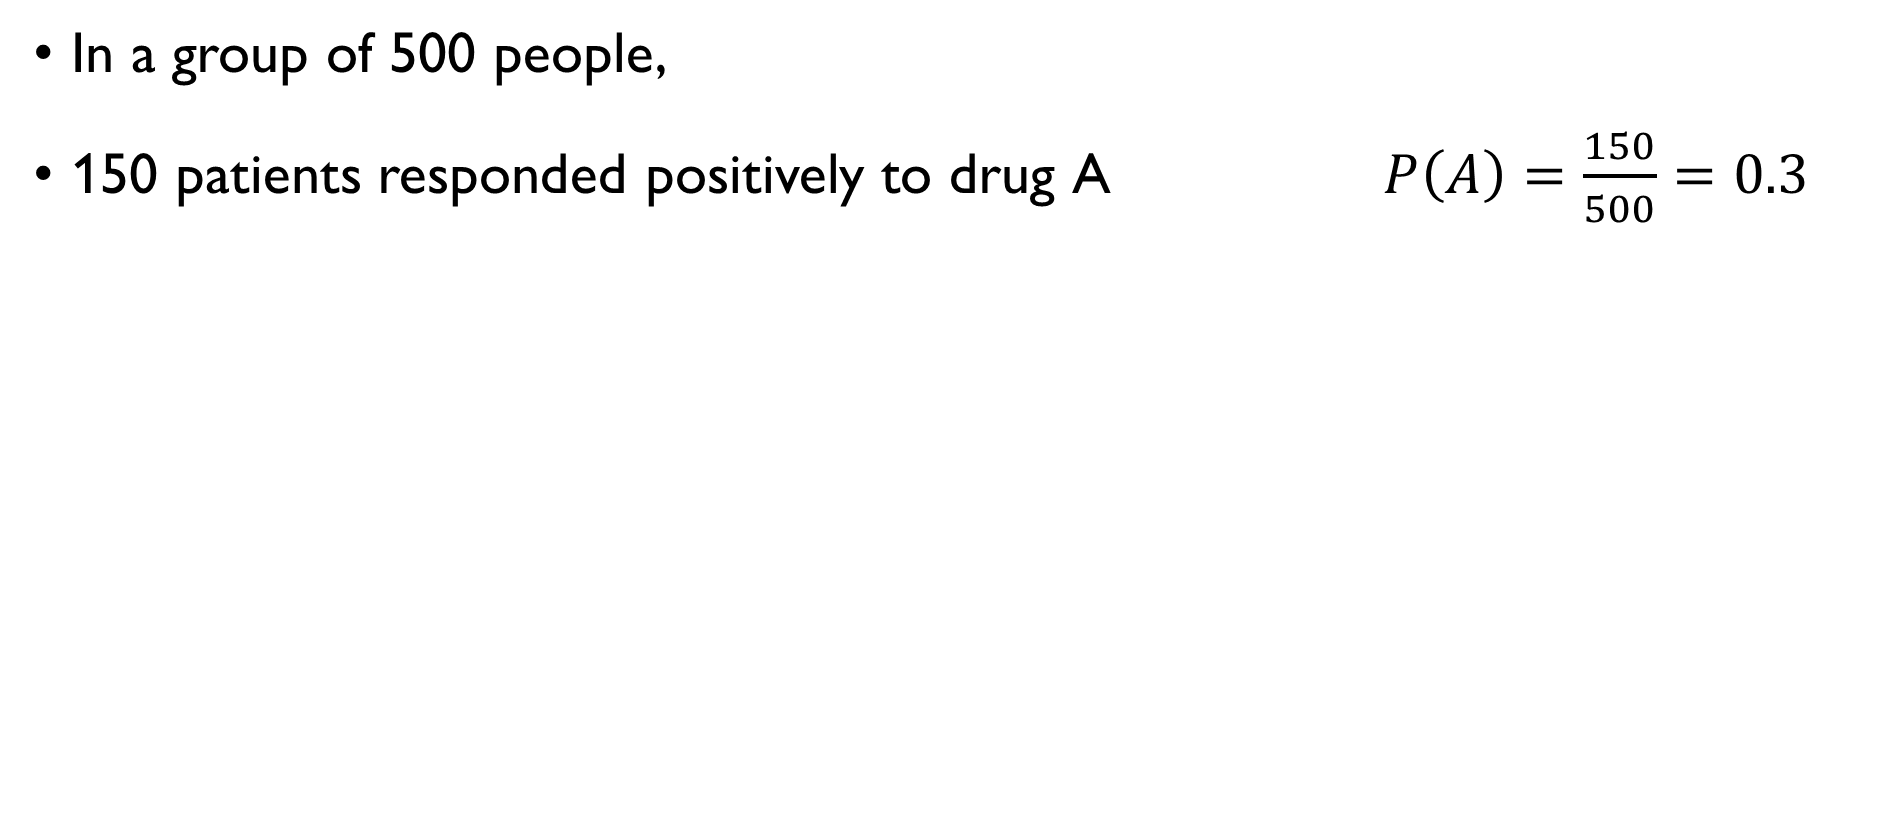 • In a group of 500 people,
• 150 patients responded positively to drug A P(A) = 150/500 = 0.3